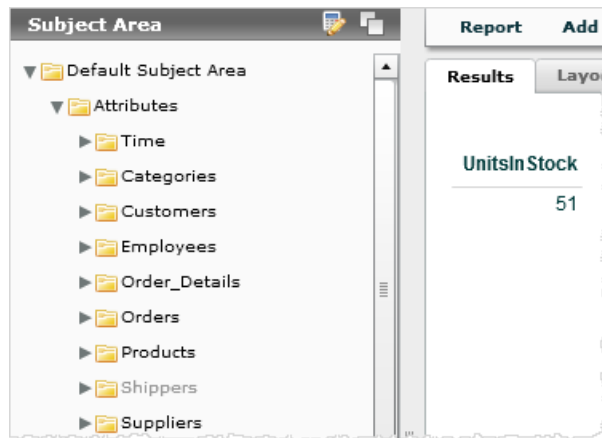 Subject Area
Default Subject Area
Attributes
Time
Categories
Customers
Employees
Order_Details
Orders
Products
Shippers
Suppliers
Report Add
Results Layo
UnitsInStock
51